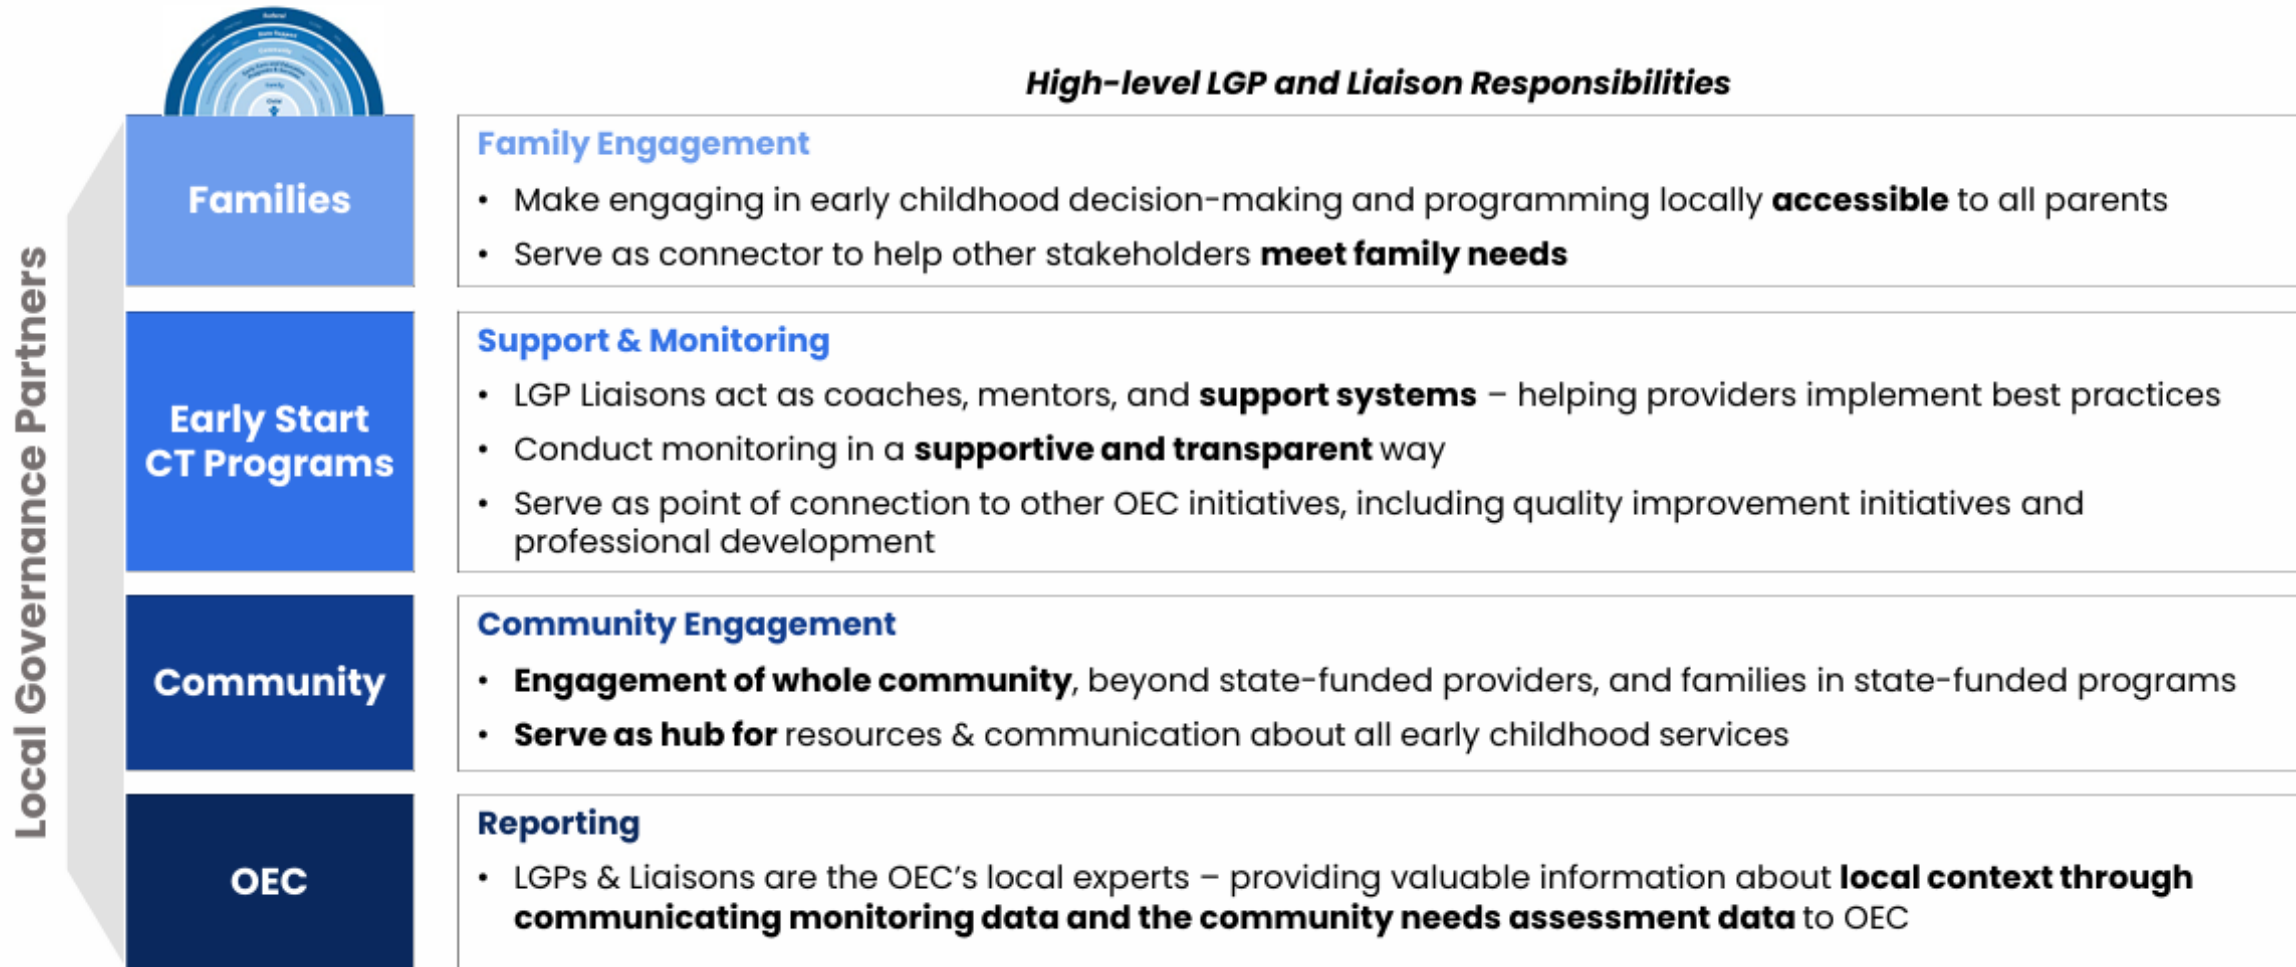 Federal
Community
Family
Child
High-level LGP and Liaison Responsibilities
Local Governance Partners
Families
Family Engagement
• Make engaging in early childhood decision-making and programming locally accessible to all parents
• Serve as connector to help other stakeholders meet family needs
Early Start
CT Programs
Support & Monitoring
• LGP Liaisons act as coaches, mentors, and support systems – helping providers implement best practices
• Conduct monitoring in a supportive and transparent way
• Serve as point of connection to other OEC initiatives, including quality improvement initiatives and
professional development
Community
Community Engagement
• Engagement of whole community, beyond state-funded providers, and families in state-funded programs
• Serve as hub for resources & communication about all early childhood services
OEC
Reporting
• LGPs & Liaisons are the OEC’s local experts – providing valuable information about local context through
communicating monitoring data and the community needs assessment data to OEC